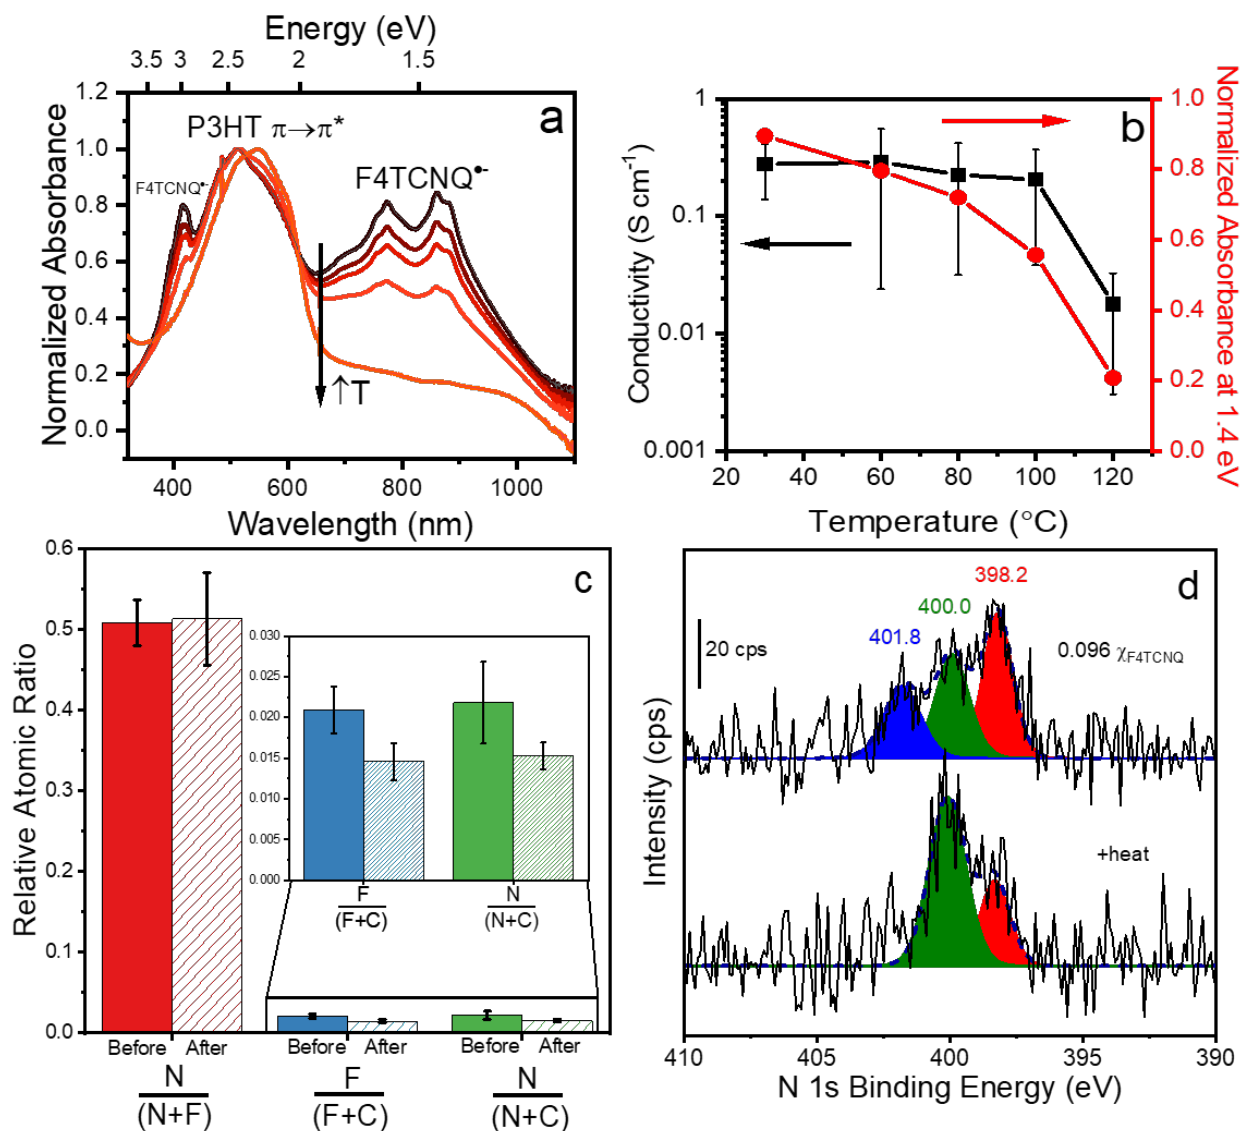 Energy (eV)
3.5 3 2.5 2 1.5
1.2
1.0
0.8
0.6
0.4
0.2
0.0
Normalized Absorbance
a
P3HT π→π*
F4TCNQ•-
F4TCNQ•-
↑T
400 600 800 1000
Wavelength (nm)
b
1
0.1
0.01
0.001
Conductivity (S cm-1)
1.0
0.8
0.6
0.4
0.2
0.0
Normalized Absorbance at 1.4 eV
20 40 60 80 100 120
Temperature (°C)
c
0.6
0.5
0.4
0.3
0.2
0.1
0.0
Relative Atomic Ratio
0.030
0.025
0.020
0.015
0.010
0.005
0.000
F
(F+C)
N
(N+C)
Before After Before After Before After
N
(N+F)
F
(F+C)
N
(N+C)
d
398.2
400.0
401.8
20 cps
0.096 χF4TCNQ
+heat
Intensity (cps)
410 405 400 395 390
N 1s Binding Energy (eV)